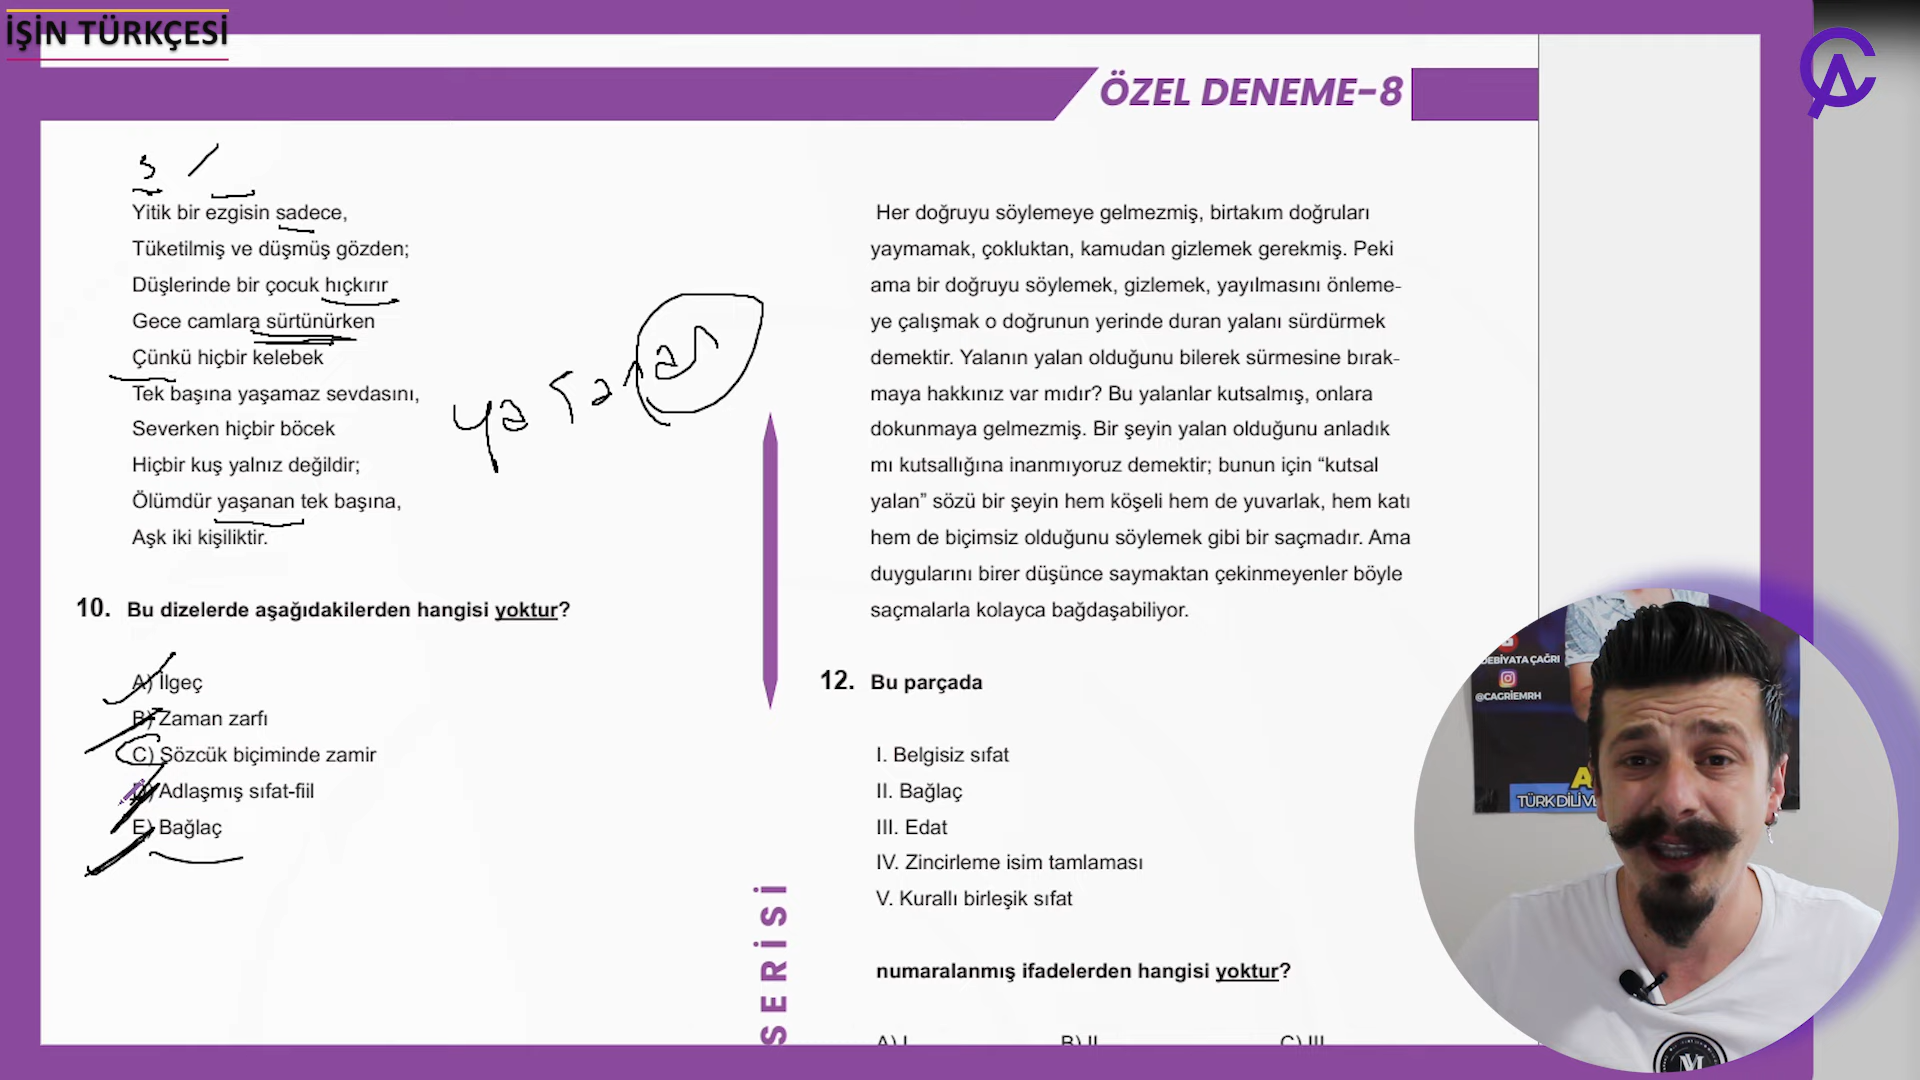 İŞİN TÜRKÇESİ
ÖZEL DENEME-8
Yitik bir ezgisin sadece,
Tüketilmiş ve düşmüş gözden;
Düşlerinde bir çocuk hıçkırır
Gece camlara sürtünürken
Çünkü hiçbir kelebek
Tek başına yaşamaz sevdasını,
Severken hiçbir böcek
Hiçbir kuş yalnız değildir;
Ölümdür yaşanan tek başına,
Aşk iki kişiliktir.
yaşanan
10. Bu dizelerde aşağıdakilerden hangisi yoktur?
A) İlgeç
B) Zaman zarfı
C) Sözcük biçiminde zamir
D) Adlaşmış sıfat-fiil
E) Bağlaç
SERİSİ
Her doğruyu söylemeye gelmezmiş, birtakım doğruları
yaymamak, çokluktan, kamudan gizlemek gerekmiş. Peki
ama bir doğruyu söylemek, gizlemek, yayılmasını önleme-
ye çalışmak o doğrunun yerinde duran yalanı sürdürmek
demektir. Yalanın yalan olduğunu bilerek sürmesine bırak-
maya hakkınız var mıdır? Bu yalanlar kutsalmış, onlara
dokunmaya gelmezmiş. Bir şeyin yalan olduğunu anladık
mı kutsallığına inanmıyoruz demektir; bunun için “kutsal
yalan” sözü bir şeyin hem köşeli hem de yuvarlak, hem katı
hem de biçimsiz olduğunu söylemek gibi bir saçmadır. Ama
duygularını birer düşünce saymaktan çekinmeyenler böyle
saçmalarla kolayca bağdaşabiliyor.
12. Bu parçada
I. Belgisiz sıfat
II. Bağlaç
III. Edat
IV. Zincirleme isim tamlaması
V. Kurallı birleşik sıfat
numaralanmış ifadelerden hangisi yoktur?
A) I B) II C) III
EBİYATA ÇAĞRI
@CAGRIEMRH
TÜRK DİLİ VE